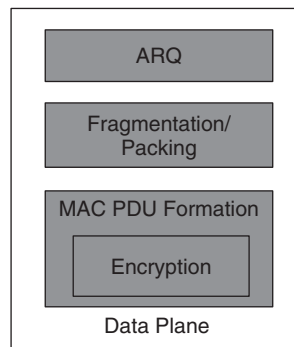 ARQ
Fragmentation/
Packing
MAC PDU Formation
Encryption
Data Plane